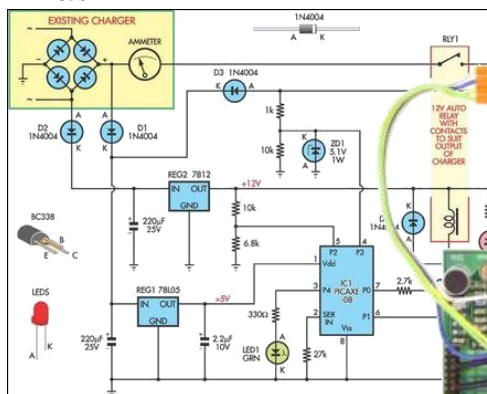 EXISTING CHARGER
AMMETER
1N4004
A K
RLY1
D3 1N4004
K A
12V AUTO
RELAY
WITH
CONTACTS
TO SUIT
OUTPUT
OF
CHARGER
~
– +
~
A A
D2
1N4004
D1
1N4004
K K
1k
10k
ZD1
5.1V
1W
K
A
REG2 7812
IN OUT
GND
+12V
BC338
B
E C
220µF
25V
10k
6.8k
K
1N4004
A
LEDS
K
A
REG1 78L05
IN OUT
GND
+5V
220µF
25V
2.2µF
10V
330Ω
LED1
GRN
A
K
27k
5 4
P2 P3
1
Vdd
IC1
PICAXE
-08
3 P4
P0 7
2.7k
2 SER
IN
P1 6
Vss
8